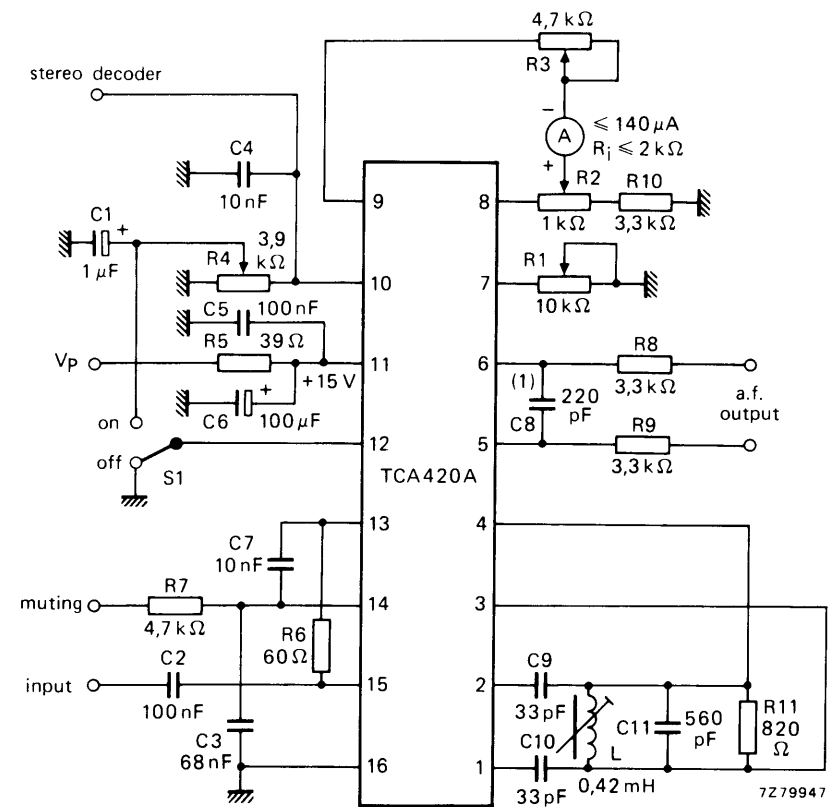 4,7 kΩ
stereo decoder
R3
−
A
≤ 140 μA
Ri ≤ 2 kΩ
+
C4
10 nF
R2
R10
9
8
1 kΩ
3,3 kΩ
C1
+
1 μF
R4
3,9
kΩ
R1
10
7
10 kΩ
C5
100 nF
R5
39 Ω
R8
VP
11
6
+15 V
3,3 kΩ
(1)
220
pF
a.f.
output
+
C6
100 μF
C8
on
R9
12
5
off
S1
3,3 kΩ
TCA420A
13
4
C7
10 nF
R7
muting
14
3
4,7 kΩ
R6
60 Ω
C2
C9
input
15
2
100 nF
33 pF
C11
560
pF
R11
820
Ω
C3
68 nF
C10
L
16
1
0,42 mH
33 pF
7Z79947